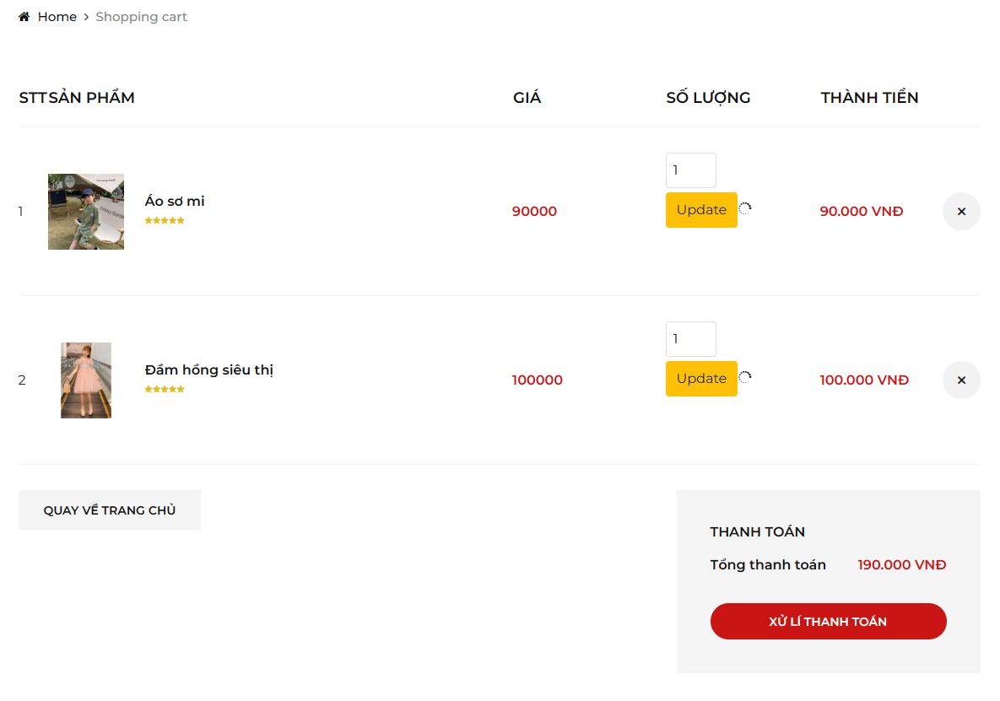 Home > Shopping cart
STT SẢN PHẨM GIÁ SỐ LƯỢNG THÀNH TIỀN
1
Áo sơ mi
90000
1
Update
90.000 VNĐ
×
2
Đầm hồng siêu thị
100000
1
Update
100.000 VNĐ
×
QUAY VỀ TRANG CHỦ
THANH TOÁN
Tổng thanh toán 190.000 VNĐ
XỬ LÍ THANH TOÁN